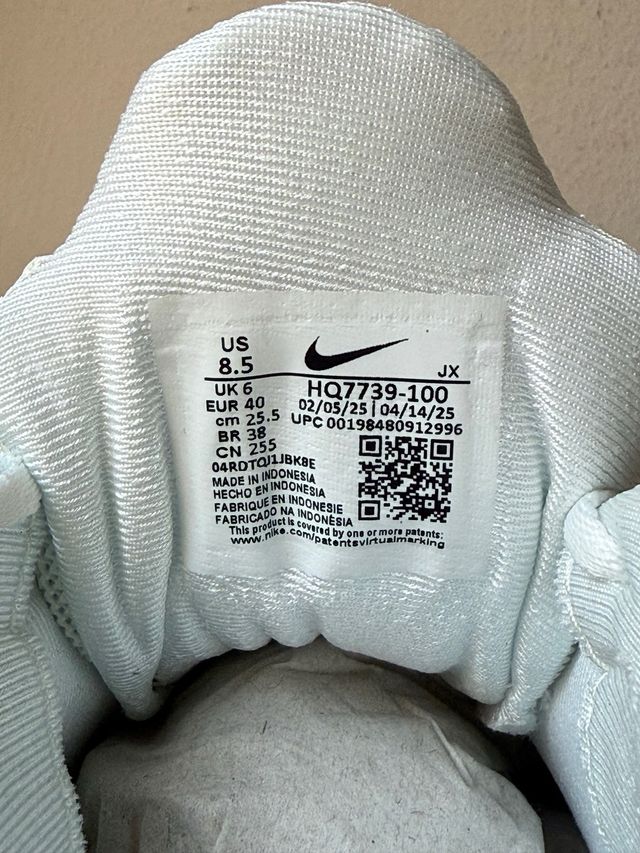 US
8.5
JX
UK 6
HQ7739-100
EUR 40
02/05/25 | 04/14/25
cm 25.5
UPC 00198480912996
BR 38
CN 255
04RDTQJ1JBK8E
MADE IN INDONESIA
HECHO EN INDONESIA
FABRIQUE EN INDONESIE
FABRICADO NA INDONÉSIA
This product is covered by one or more patents:
www.nike.com/patentsvirtualmarking